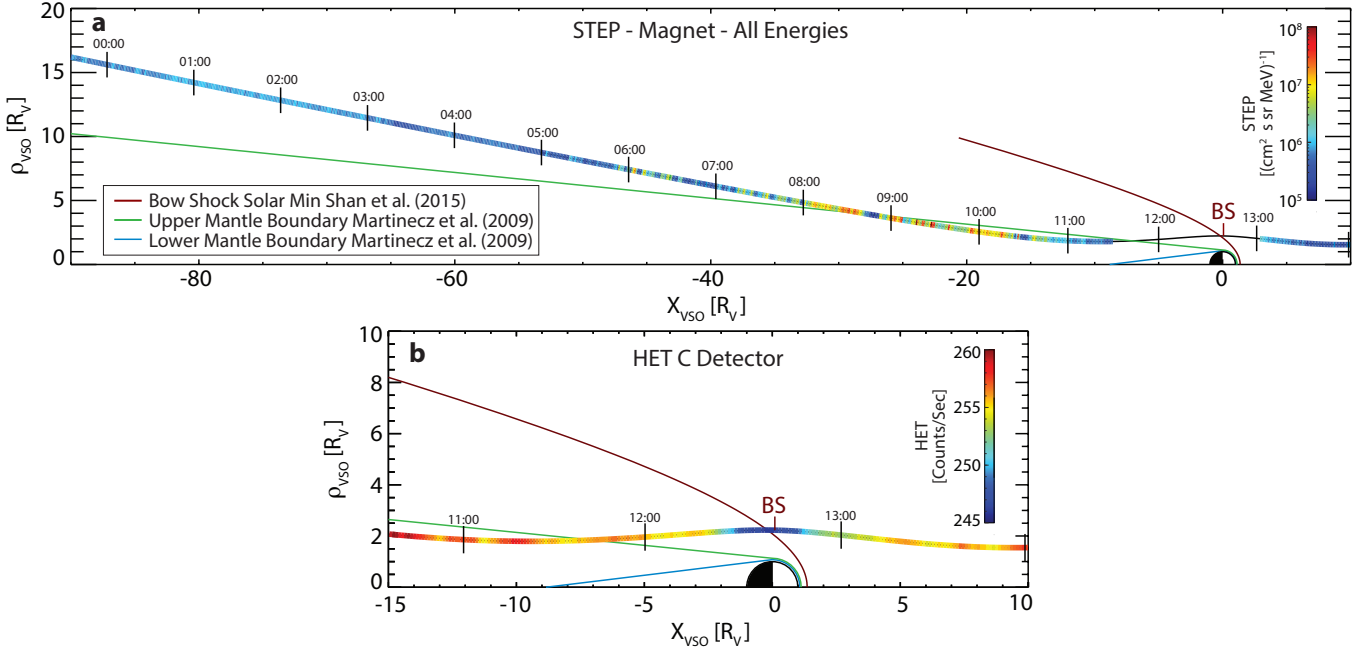 a
STEP - Magnet - All Energies
20
15
10
5
0
ρVSO [RV]
00:00
01:00
02:00
03:00
04:00
05:00
06:00
07:00
08:00
09:00
10:00
11:00
12:00
BS
13:00
Bow Shock Solar Min Shan et al. (2015)
Upper Mantle Boundary Martinecz et al. (2009)
Lower Mantle Boundary Martinecz et al. (2009)
STEP
[(cm² s sr MeV)⁻¹]
10⁸
10⁷
10⁶
10⁵
-80
-60
-40
-20
0
XVSO [RV]
b
HET C Detector
10
8
6
4
2
0
ρVSO [RV]
11:00
12:00
BS
13:00
HET
[Counts/Sec]
260
255
250
245
-15
-10
-5
0
5
10
XVSO [RV]